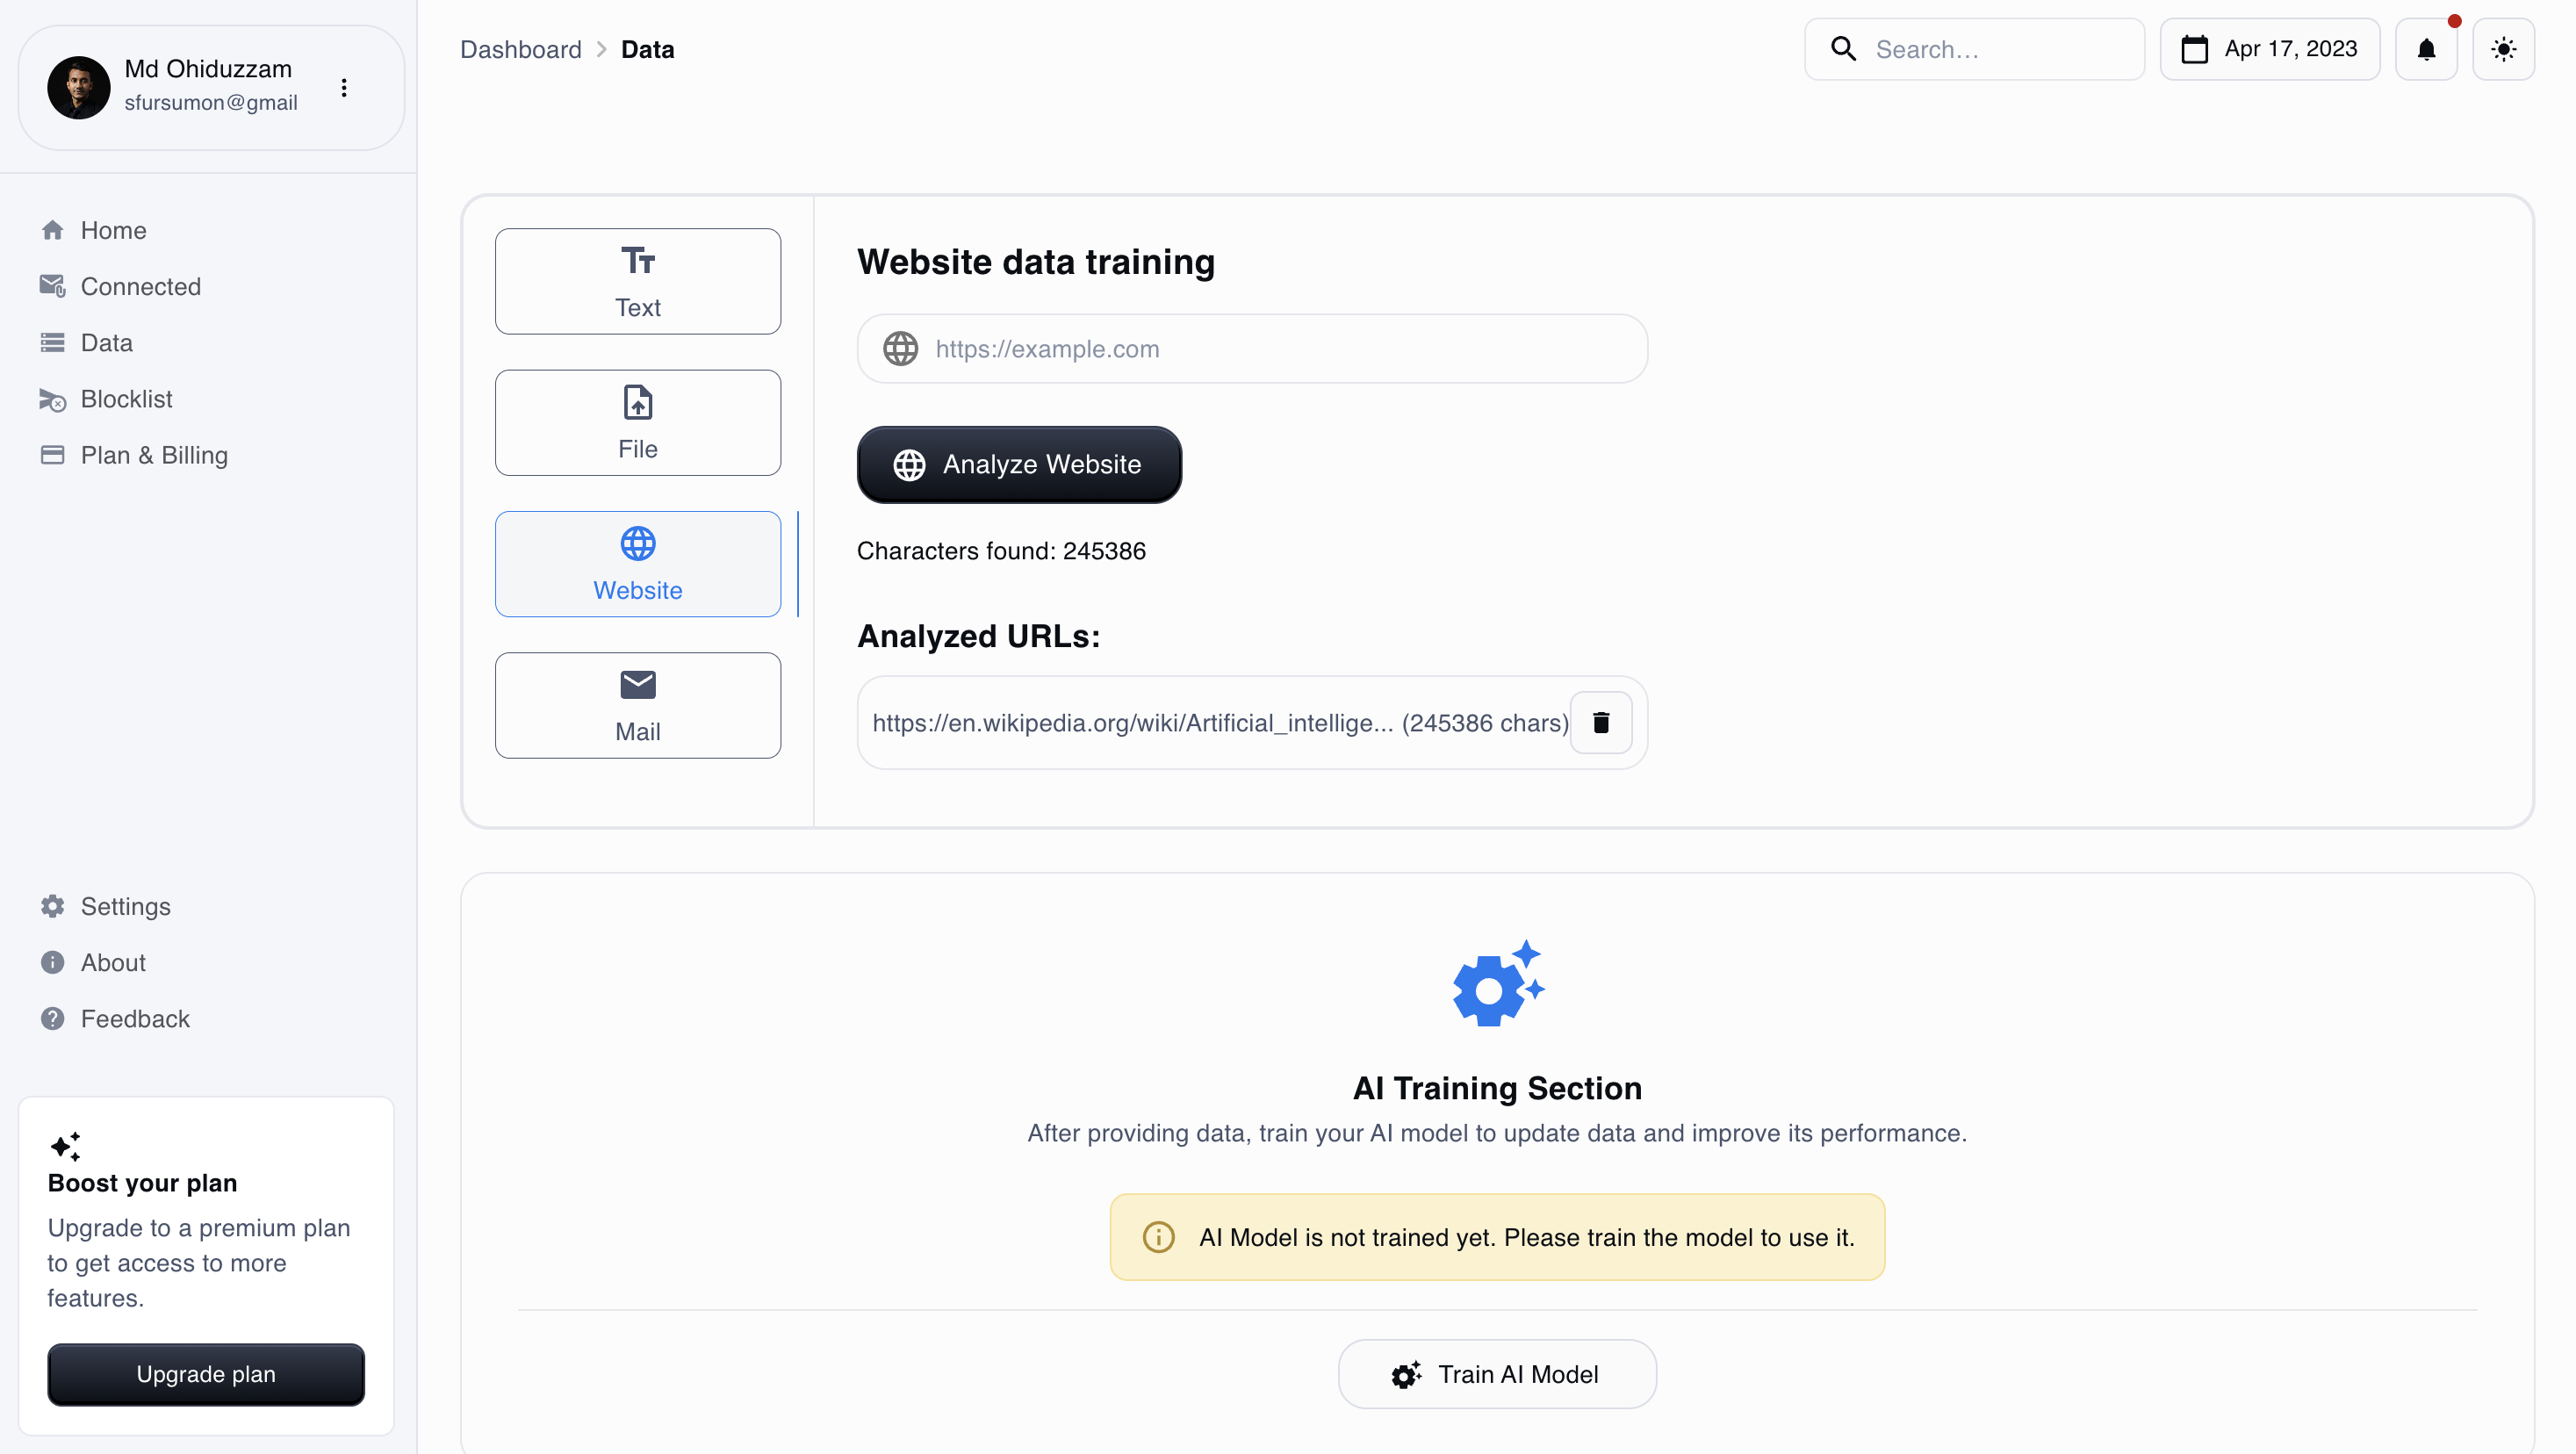 Md Ohiduzzam
sfursumon@gmail
Home
Connected
Data
Blocklist
Plan & Billing
Settings
About
Feedback
Boost your plan
Upgrade to a premium plan
to get access to more
features.
Upgrade plan
Dashboard > Data
Search...
Apr 17, 2023
Text
File
Website
Mail
Website data training
https://example.com
Analyze Website
Characters found: 245386
Analyzed URLs:
https://en.wikipedia.org/wiki/Artificial_intellige... (245386 chars)
AI Training Section
After providing data, train your AI model to update data and improve its performance.
AI Model is not trained yet. Please train the model to use it.
Train AI Model